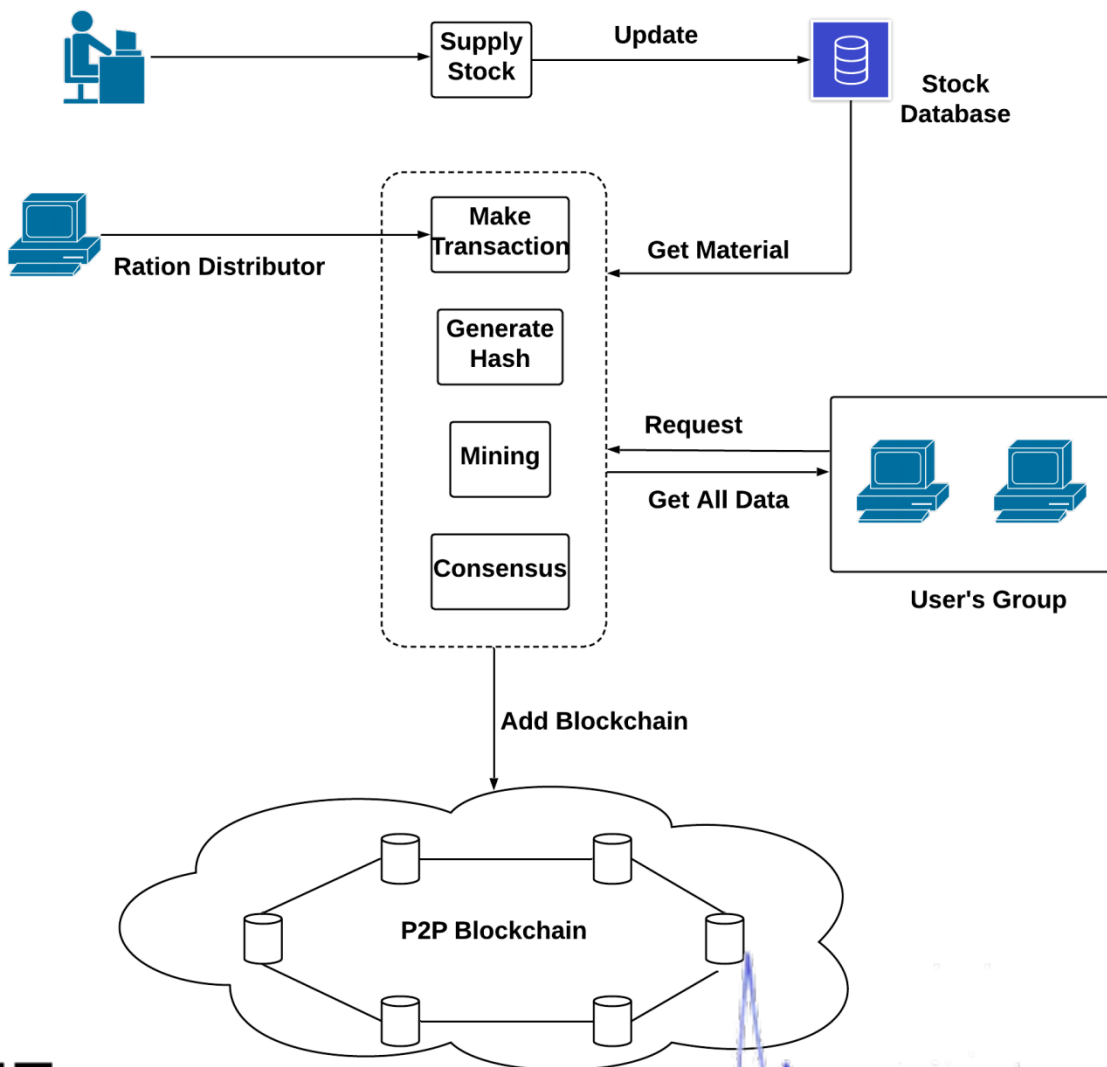 Supply
Stock
Update
Stock
Database
Make
Transaction
Ration Distributor
Get Material
Generate
Hash
Request
Mining
Get All Data
Consensus
User's Group
Add Blockchain
P2P Blockchain